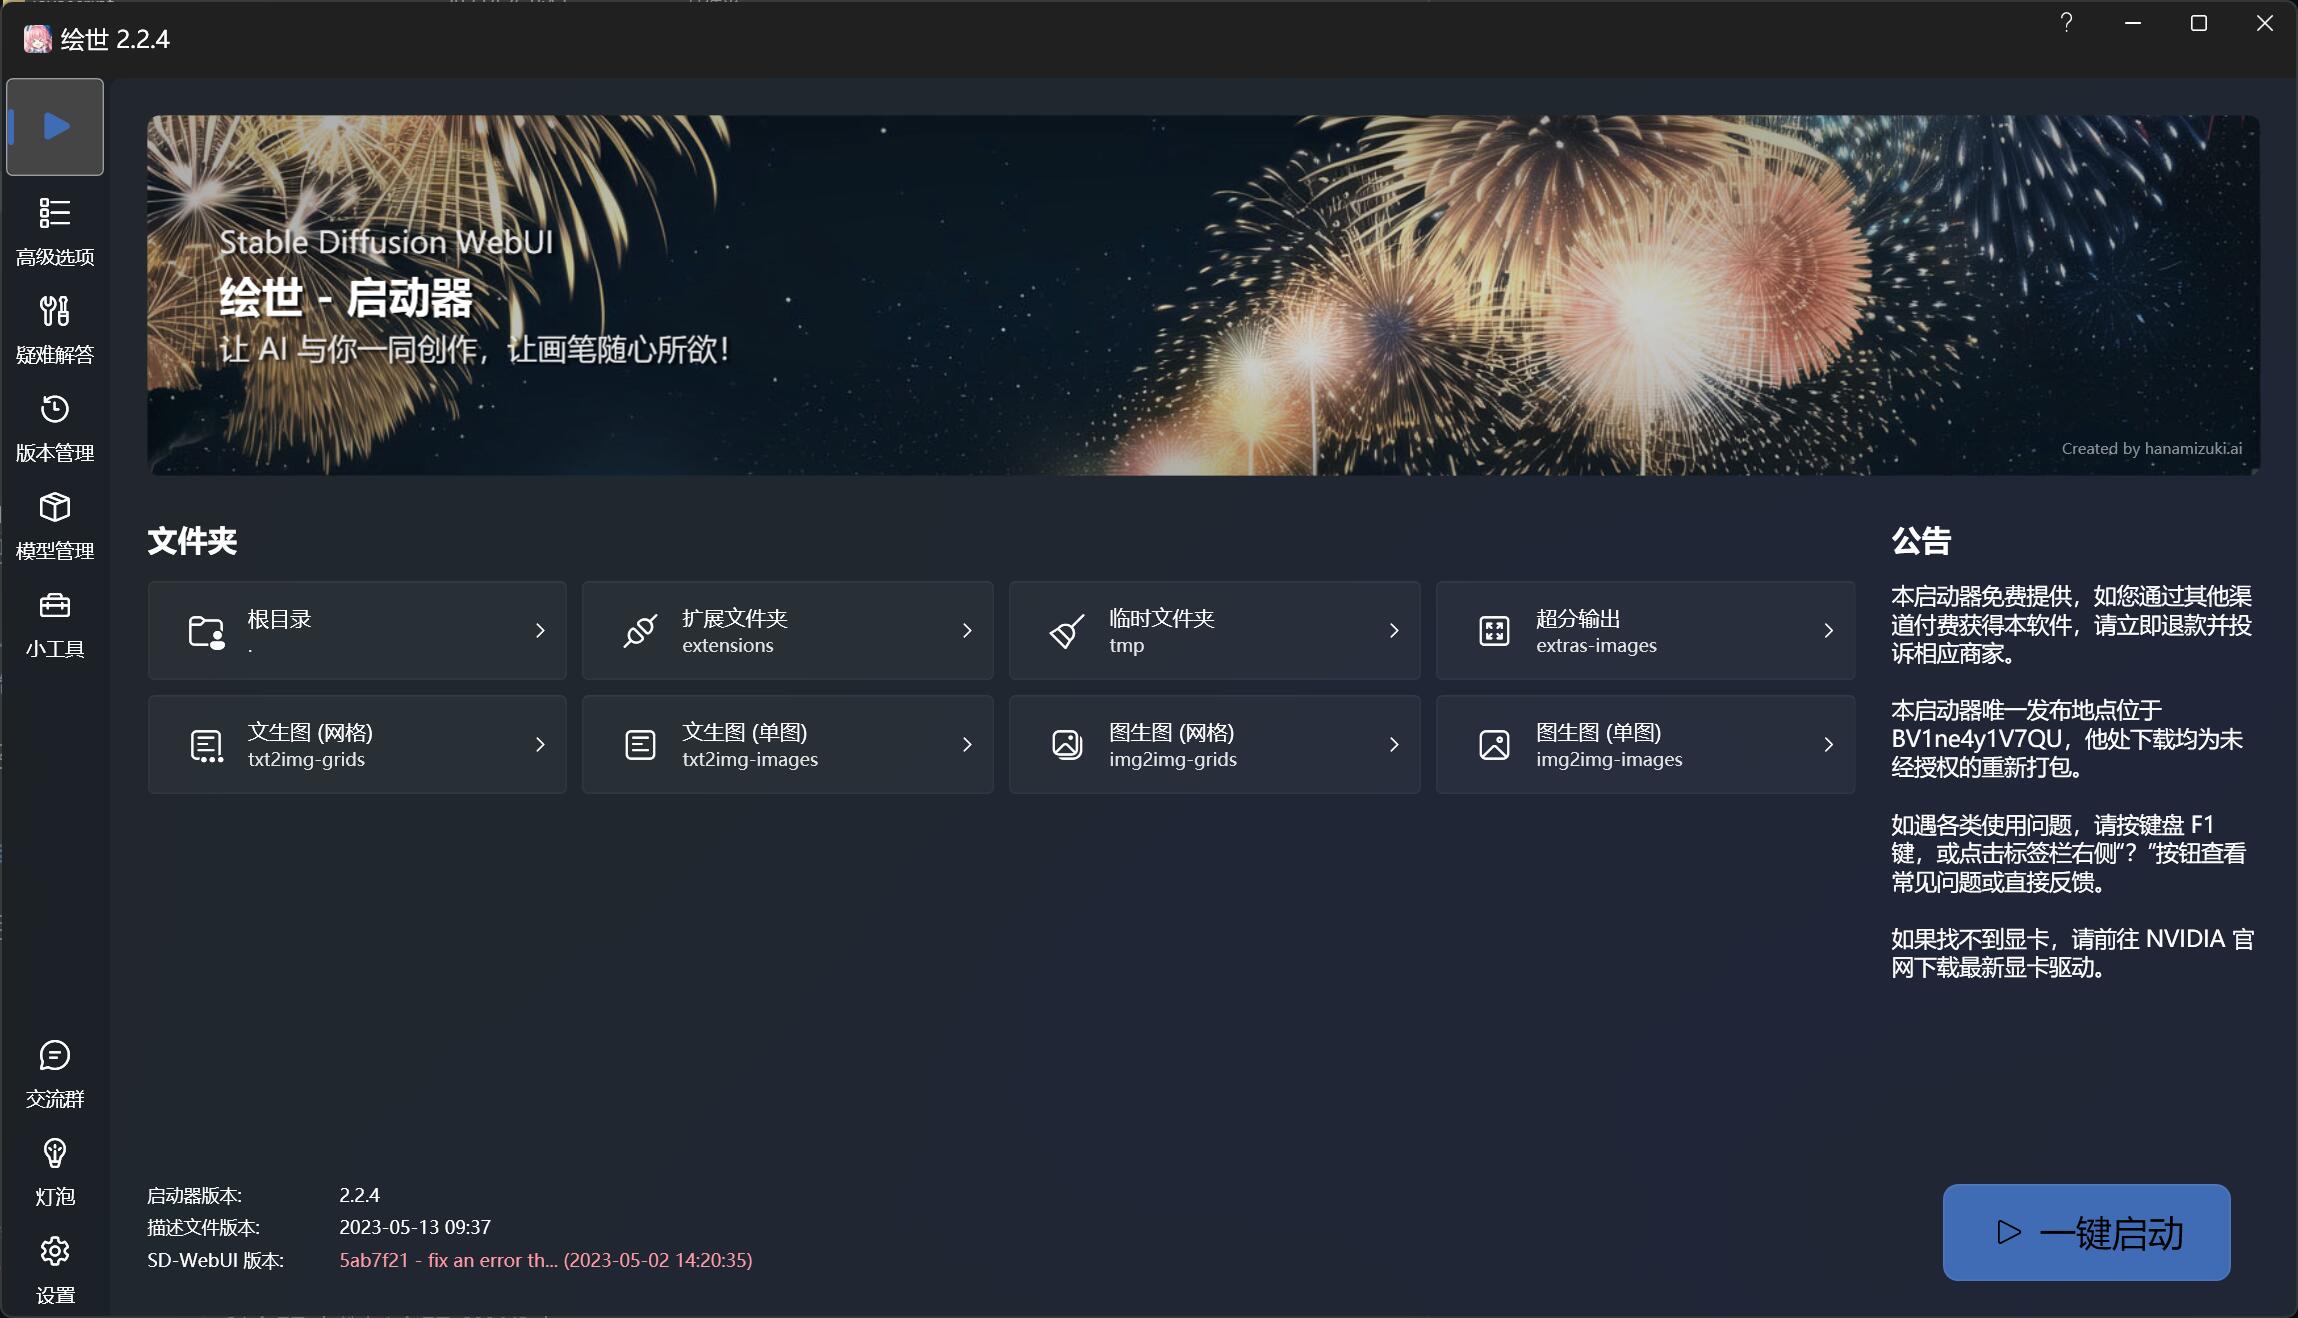 绘世 2.2.4
高级选项
疑难解答
版本管理
模型管理
小工具
交流群
灯泡
设置
Stable Diffusion WebUI
绘世 - 启动器
让 AI 与你一同创作，让画笔随心所欲！
Created by hanamizuki.ai
文件夹
根目录
.
扩展文件夹
extensions
临时文件夹
tmp
超分输出
extras-images
文生图 (网格)
txt2img-grids
文生图 (单图)
txt2img-images
图生图 (网格)
img2img-grids
图生图 (单图)
img2img-images
公告
本启动器免费提供，如您通过其他渠
道付费获得本软件，请立即退款并投
诉相应商家。
本启动器唯一发布地点位于
BV1ne4y1V7QU，他处下载均为未
经授权的重新打包。
如遇各类使用问题，请按键盘 F1
键，或点击标签栏右侧“？”按钮查看
常见问题或直接反馈。
如果找不到显卡，请前往 NVIDIA 官
网下载最新显卡驱动。
启动器版本: 2.2.4
描述文件版本: 2023-05-13 09:37
SD-WebUI 版本: 5ab7f21 - fix an error th... (2023-05-02 14:20:35)
一键启动